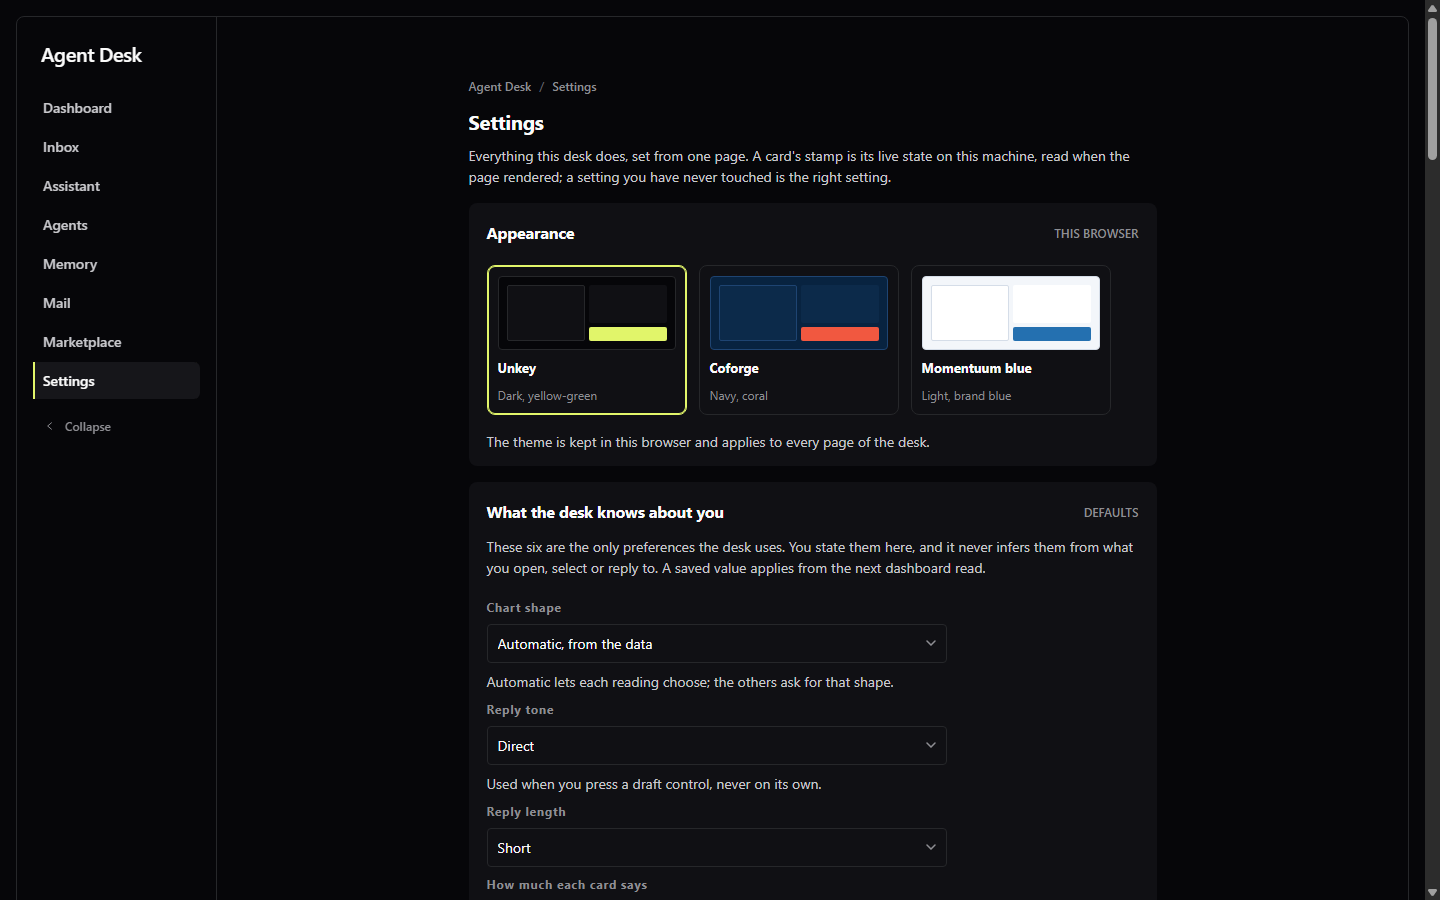 Agent Desk
Dashboard
Inbox
Assistant
Agents
Memory
Mail
Marketplace
Settings
Collapse
Agent Desk / Settings
Settings
Everything this desk does, set from one page. A card's stamp is its live state on this machine, read when the
page rendered; a setting you have never touched is the right setting.
Appearance
THIS BROWSER
Unkey
Dark, yellow-green
Coforge
Navy, coral
Momentuum blue
Light, brand blue
The theme is kept in this browser and applies to every page of the desk.
What the desk knows about you
DEFAULTS
These six are the only preferences the desk uses. You state them here, and it never infers them from what
you open, select or reply to. A saved value applies from the next dashboard read.
Chart shape
Automatic, from the data
Automatic lets each reading choose; the others ask for that shape.
Reply tone
Direct
Used when you press a draft control, never on its own.
Reply length
Short
How much each card says